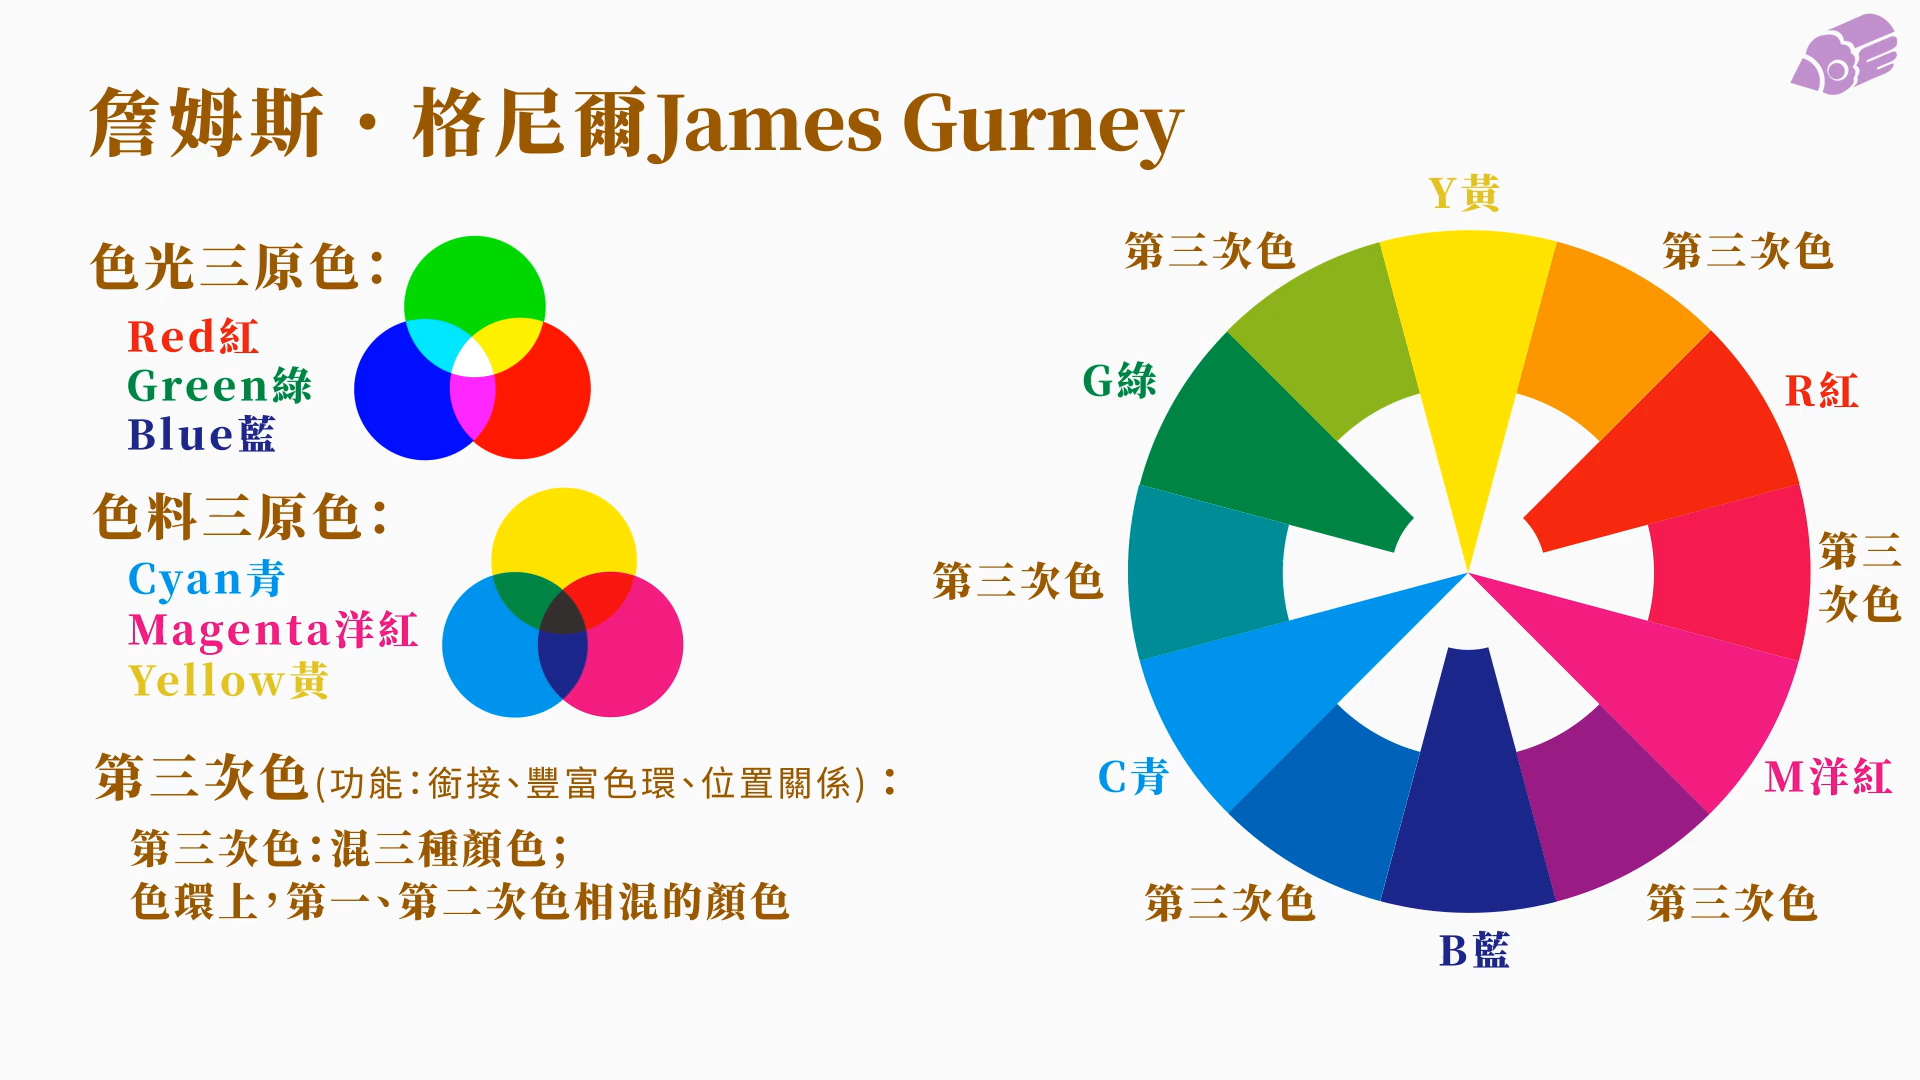 詹姆斯・格尼爾James Gurney
色光三原色：
Red紅
Green綠
Blue藍
色料三原色：
Cyan青
Magenta洋紅
Yellow黃
第三次色(功能：銜接、豐富色環、位置關係)：
第三次色：混三種顏色；
色環上，第一、第二次色相混的顏色
Y黃
第三次色
第三次色
G綠
R紅
第三次色
第三
次色
C青
M洋紅
第三次色
第三次色
B藍